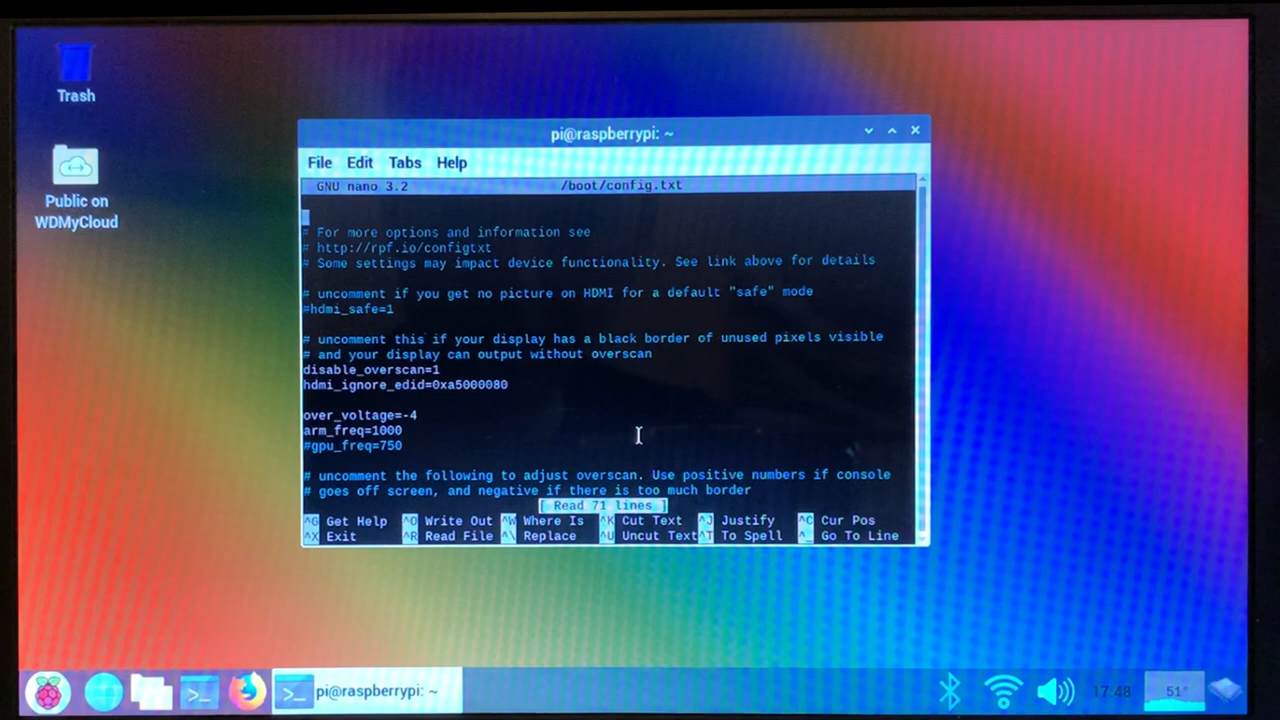 Trash
Public on
WDMyCloud
pi@raspberrypi: ~
File Edit Tabs Help
GNU nano 3.2 /boot/config.txt
# For more options and information see
# http://rpf.io/configtxt
# Some settings may impact device functionality. See link above for details
# uncomment if you get no picture on HDMI for a default "safe" mode
#hdmi_safe=1
# uncomment this if your display has a black border of unused pixels visible
# and your display can output without overscan
disable_overscan=1
hdmi_ignore_edid=0xa5000080
over_voltage=-4
arm_freq=1000
#gpu_freq=750
# uncomment the following to adjust overscan. Use positive numbers if console
# goes off screen, and negative if there is too much border
[ Read 71 lines ]
^G Get Help ^O Write Out ^W Where Is ^K Cut Text ^J Justify ^C Cur Pos
^X Exit ^R Read File ^\ Replace ^U Uncut Text ^T To Spell ^_ Go To Line
pi@raspberrypi: ~
17:48
51°